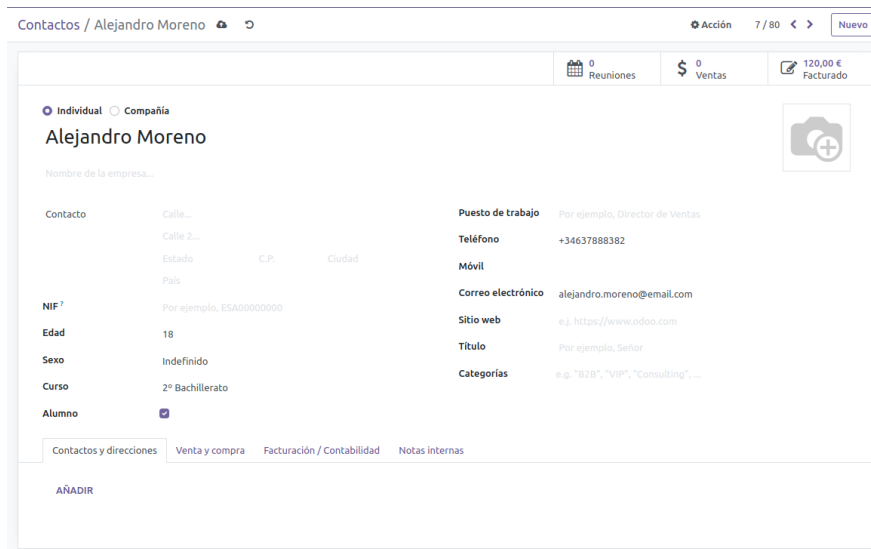 Contactos / Alejandro Moreno
Acción 7 / 80 Nuevo
0 Reuniones
0 Ventas
120,00 € Facturado
Individual Compañía
Alejandro Moreno
Nombre de la empresa...
Contacto
Calle...
Calle 2...
Estado C.P. Ciudad
País
NIF ? Por ejemplo, ESA00000000
Edad 18
Sexo Indefinido
Curso 2º Bachillerato
Alumno
Puesto de trabajo Por ejemplo, Director de Ventas
Teléfono +34637888382
Móvil
Correo electrónico alejandro.moreno@email.com
Sitio web e.j. https://www.odoo.com
Título Por ejemplo, Señor
Categorías e.g. "B2B", "VIP", "Consulting", ...
Contactos y direcciones Venta y compra Facturación / Contabilidad Notas internas
AÑADIR